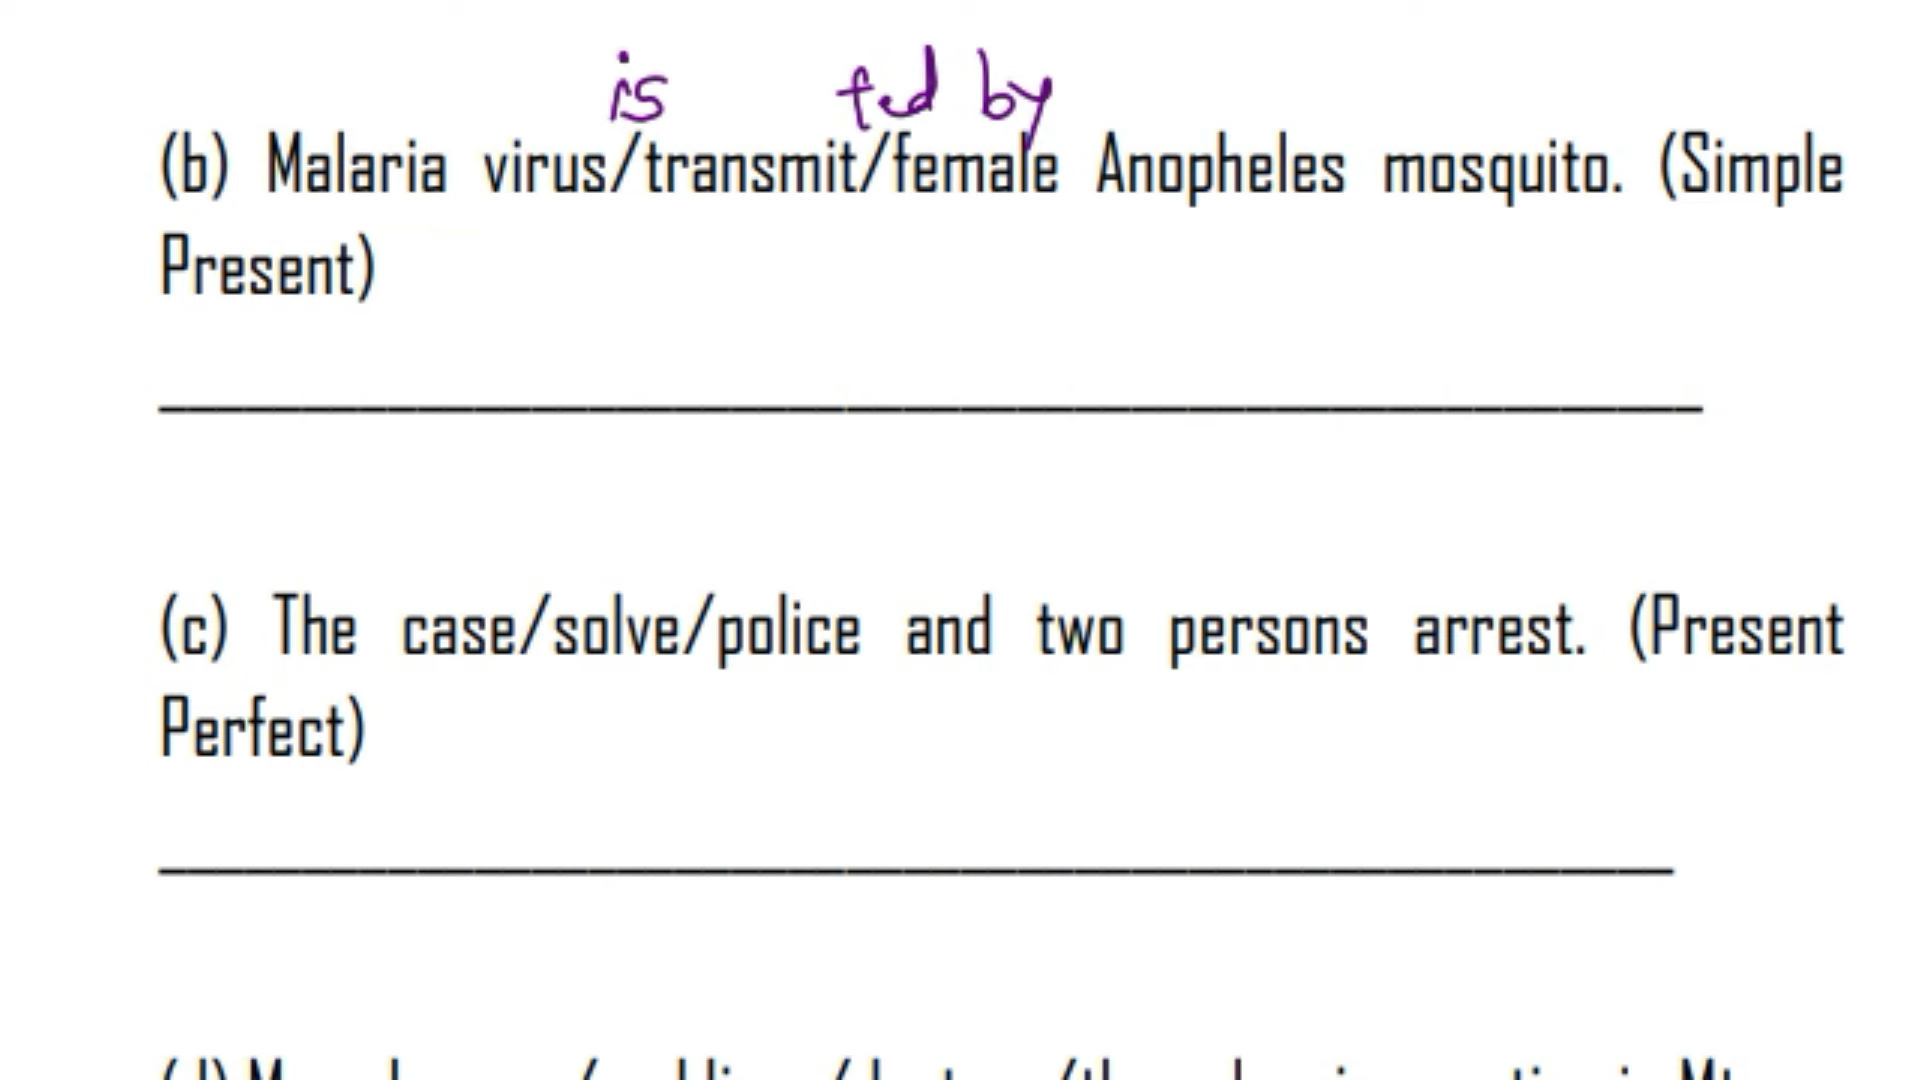 is ted by
(b) Malaria virus/transmit/female Anopheles mosquito. (Simple
Present)
(c) The case/solve/police and two persons arrest. (Present
Perfect)